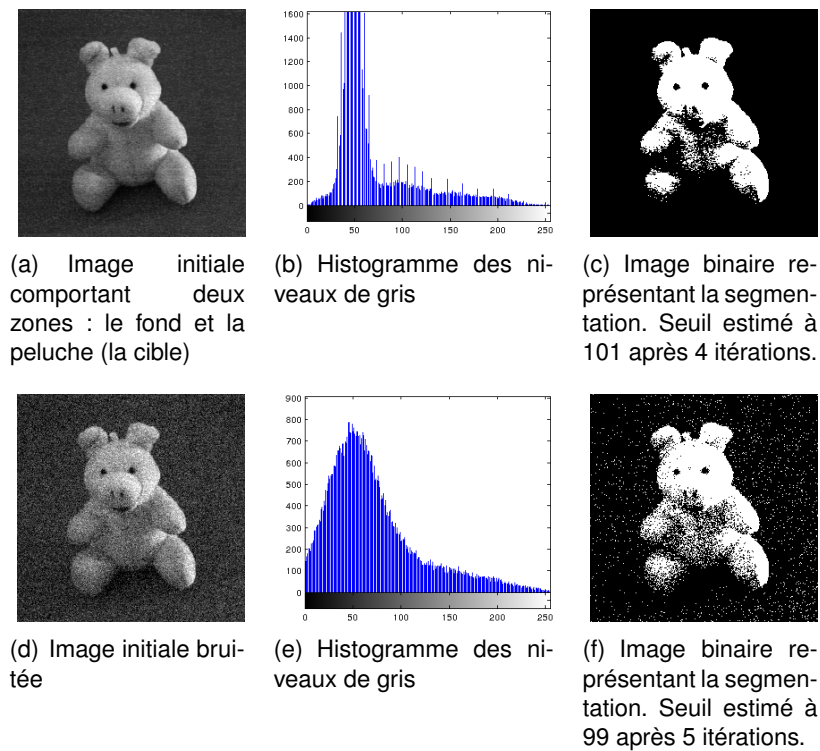 1600
1400
1200
1000
800
600
400
200
0
0 50 100 150 200 250
(a) Image initiale
comportant deux
zones : le fond et la
peluche (la cible)
(b) Histogramme des ni-
veaux de gris
(c) Image binaire re-
présentant la segmen-
tation. Seuil estimé à
101 après 4 itérations.
900
800
700
600
500
400
300
200
100
0
0 50 100 150 200 250
(d) Image initiale brui-
tée
(e) Histogramme des ni-
veaux de gris
(f) Image binaire re-
présentant la segmen-
tation. Seuil estimé à
99 après 5 itérations.